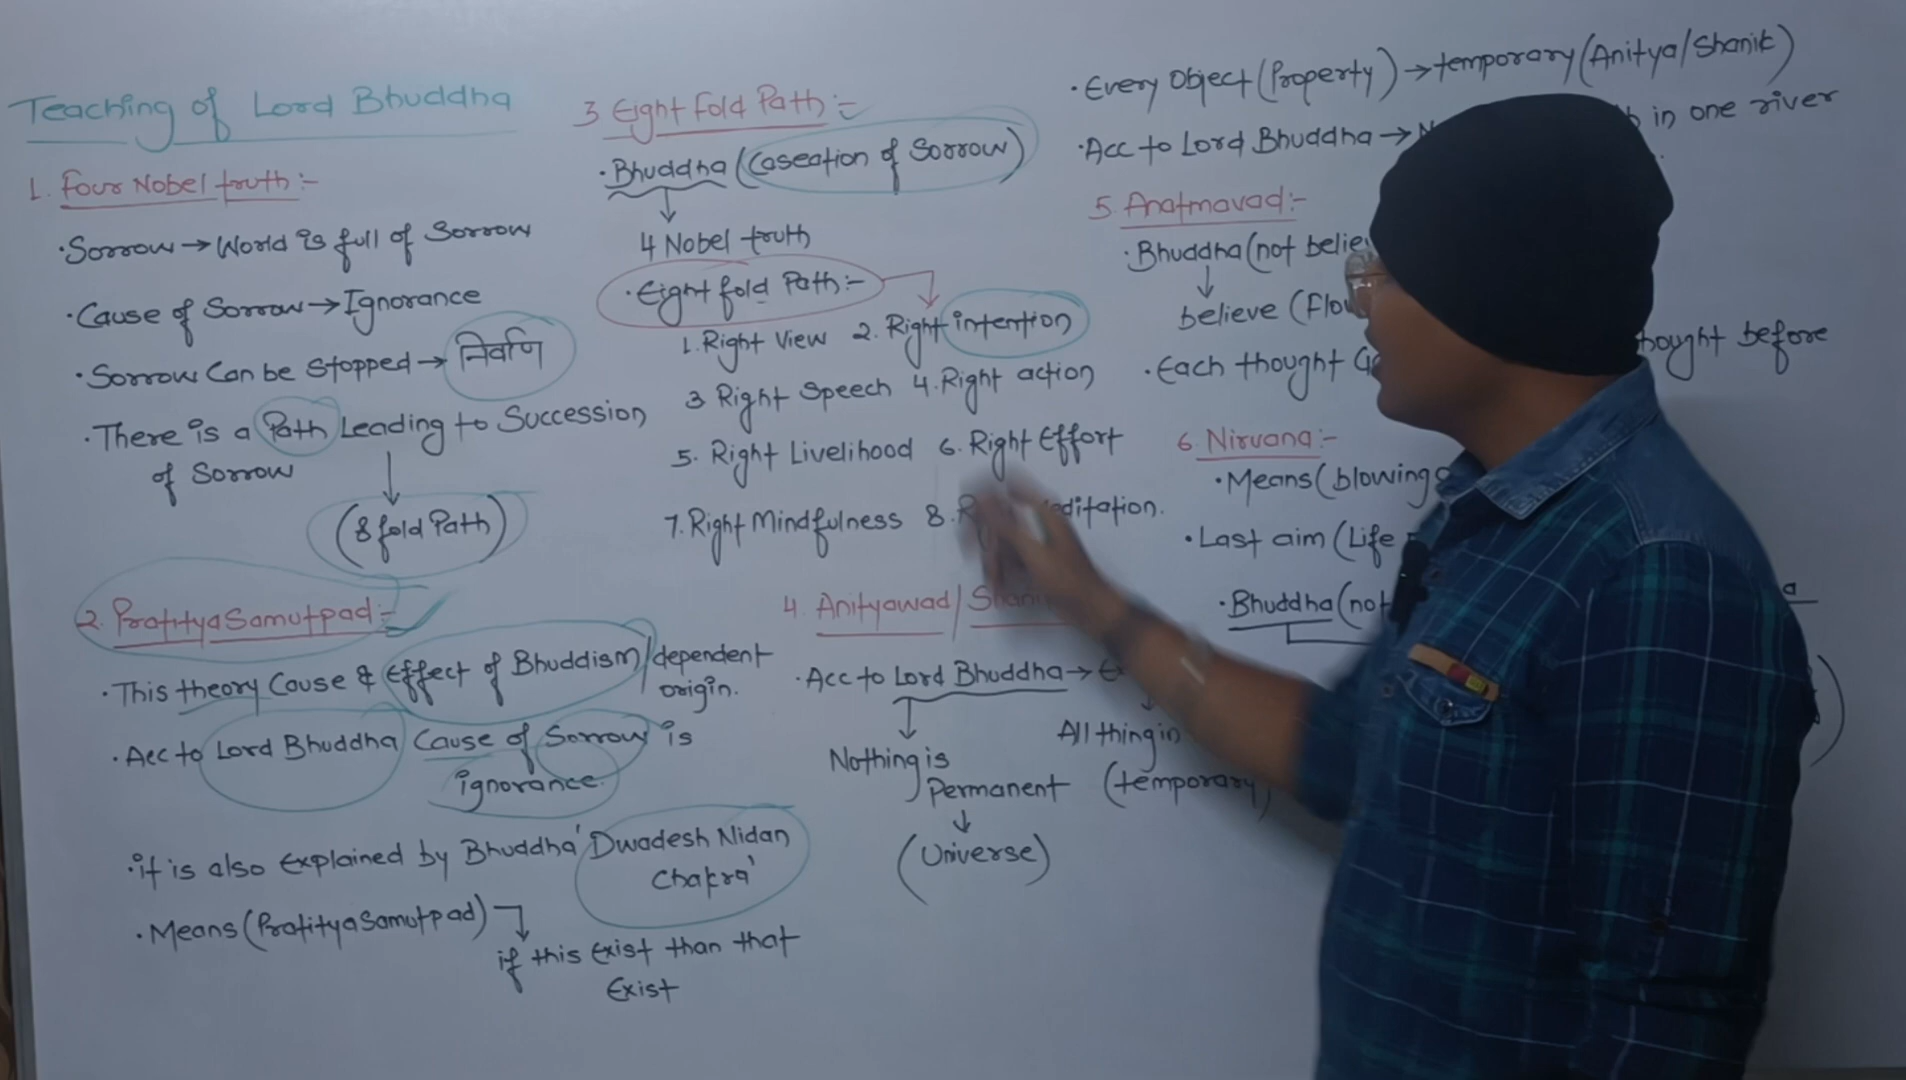 Teaching of Lord Bhuddha
1. Four Nobel truth:-
·Sorrow→World is full of Sorrow
·Cause of Sorrow→Ignorance
·Sorrow Can be Stopped→निर्वाण
·There is a Path Leading to Succession
of Sorrow
(8 fold Path)
2. PratityaSamutpad:-
·This theory Cause & Effect of Bhuddism/dependent
origin.
·Acc to Lord Bhuddha Cause of Sorrow is
ignorance.
·it is also Explained by Bhuddha 'Dwadesh Nidan
Chakra'
·Means (PratityaSamutpad)
if this Exist than that
Exist
3 Eight Fold Path:-
·Bhuddha (Coseation of Sorrow)
4 Nobel truth
·Eight fold Path:-
1. Right View 2. Right intention
3 Right Speech 4. Right action
5. Right Livelihood 6. Right Effort
7. Right Mindfulness 8.
4. Anityawad/
·Acc to Lord Bhuddha→
Nothing is
Permanent
(Universe)
All thing in
(temporary)
·Every Object (Property)→temporary (Anitya/Shanik)
·Acc to Lord Bhuddha→ in one river
5. Anatmavad:-
·Bhuddha (not
believe
·Each thought thought before
6. Nirvana:-
·Means (blowing
·Last aim (Life
·Bhuddha (not